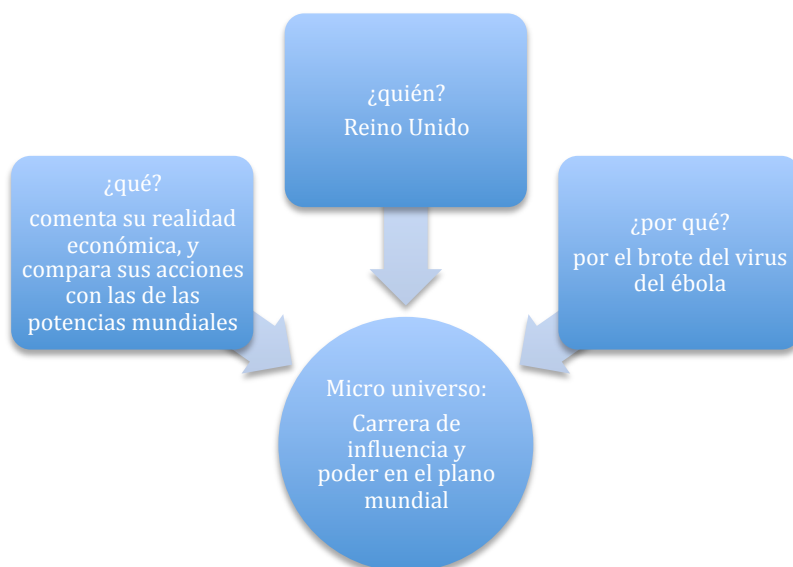 ¿qué?
comenta su realidad
económica, y
compara sus acciones
con las de las
potencias mundiales
¿quién?
Reino Unido
¿por qué?
por el brote del virus
del ébola
Micro universo:
Carrera de
influencia y
poder en el plano
mundial